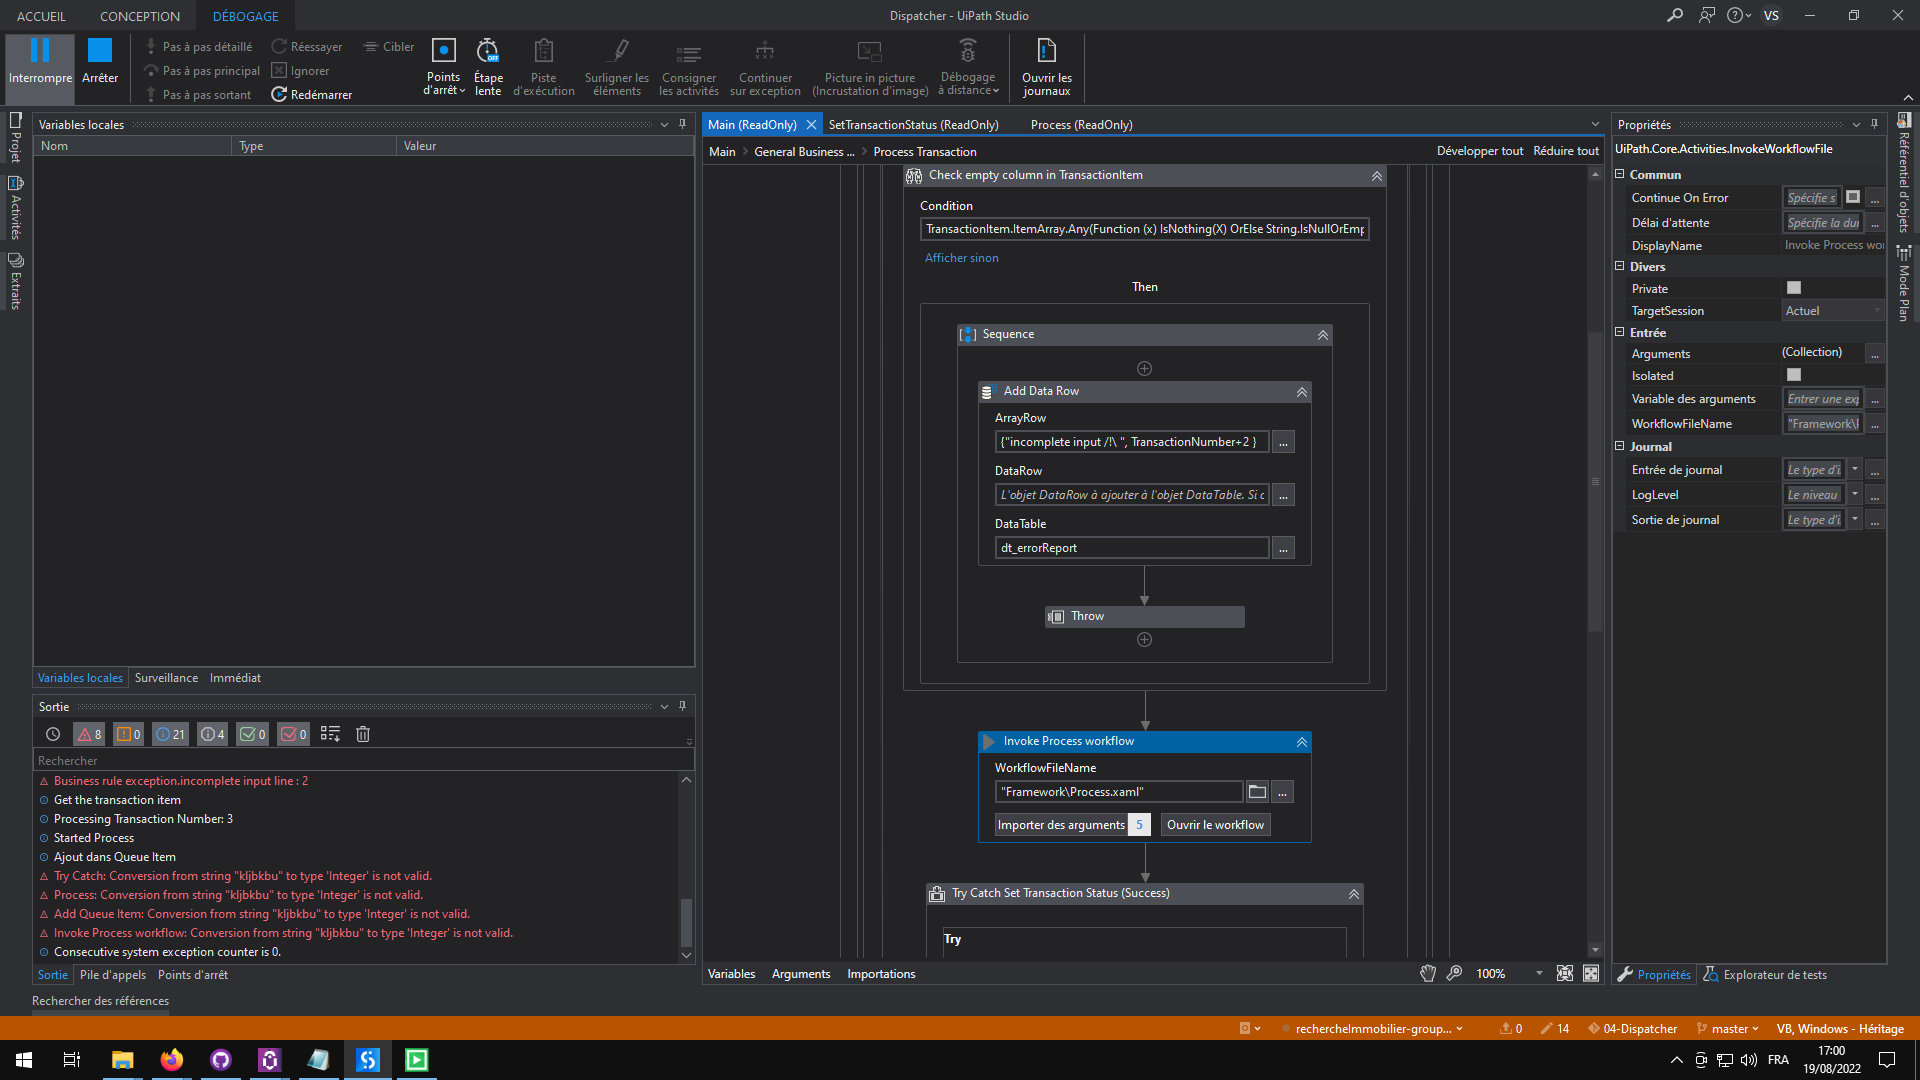 ACCUEIL CONCEPTION DÉBOGAGE
Dispatcher - UiPath Studio
VS
Interrompre
Arrêter
Pas à pas détaillé
Pas à pas principal
Pas à pas sortant
Réessayer
Ignorer
Redémarrer
Cibler
Points d'arrêt
Étape lente
OFF
Piste d'exécution
Surligner les éléments
Consigner les activités
Continuer sur exception
Picture in picture (Incrustation d'image)
Débogage à distance
Ouvrir les journaux
Projet
Activités
Extraits
Variables locales
Nom Type Valeur
Variables locales Surveillance Immédiat
Sortie
8 0 21 4 0 0
Rechercher
Business rule exception.incomplete input line : 2
Get the transaction item
Processing Transaction Number: 3
Started Process
Ajout dans Queue Item
Try Catch: Conversion from string "kljbkbu" to type 'Integer' is not valid.
Process: Conversion from string "kljbkbu" to type 'Integer' is not valid.
Add Queue Item: Conversion from string "kljbkbu" to type 'Integer' is not valid.
Invoke Process workflow: Conversion from string "kljbkbu" to type 'Integer' is not valid.
Consecutive system exception counter is 0.
Sortie Pile d'appels Points d'arrêt
Rechercher des références
Main (ReadOnly) SetTransactionStatus (ReadOnly) Process (ReadOnly)
Main General Business ... Process Transaction
Développer tout Réduire tout
Check empty column in TransactionItem
Condition
TransactionItem.ItemArray.Any(Function (x) IsNothing(X) OrElse String.IsNullOrEmp
Afficher sinon
Then
Sequence
Add Data Row
ArrayRow
{"incomplete input /!\ ", TransactionNumber+2 }
...
DataRow
L'objet DataRow à ajouter à l'objet DataTable. Si c
...
DataTable
dt_errorReport
...
Throw
Invoke Process workflow
WorkflowFileName
"Framework\Process.xaml"
...
Importer des arguments 5
Ouvrir le workflow
Try Catch Set Transaction Status (Success)
Try
Variables Arguments Importations
100%
Propriétés
UiPath.Core.Activities.InvokeWorkflowFile
Commun
Continue On Error Spécifie s ...
Délai d'attente Spécifie la dur ...
DisplayName Invoke Process wor
Divers
Private
TargetSession Actuel
Entrée
Arguments (Collection) ...
Isolated
Variable des arguments Entrer une exp ...
WorkflowFileName "Framework\F ...
Journal
Entrée de journal Le type d'i ...
LogLevel Le niveau ...
Sortie de journal Le type d'i ...
Propriétés Explorateur de tests
Référentiel d'objets
Mode Plan
rechercheImmobilier-group... 0 14 04-Dispatcher master VB, Windows - Héritage
FRA
17:00
19/08/2022